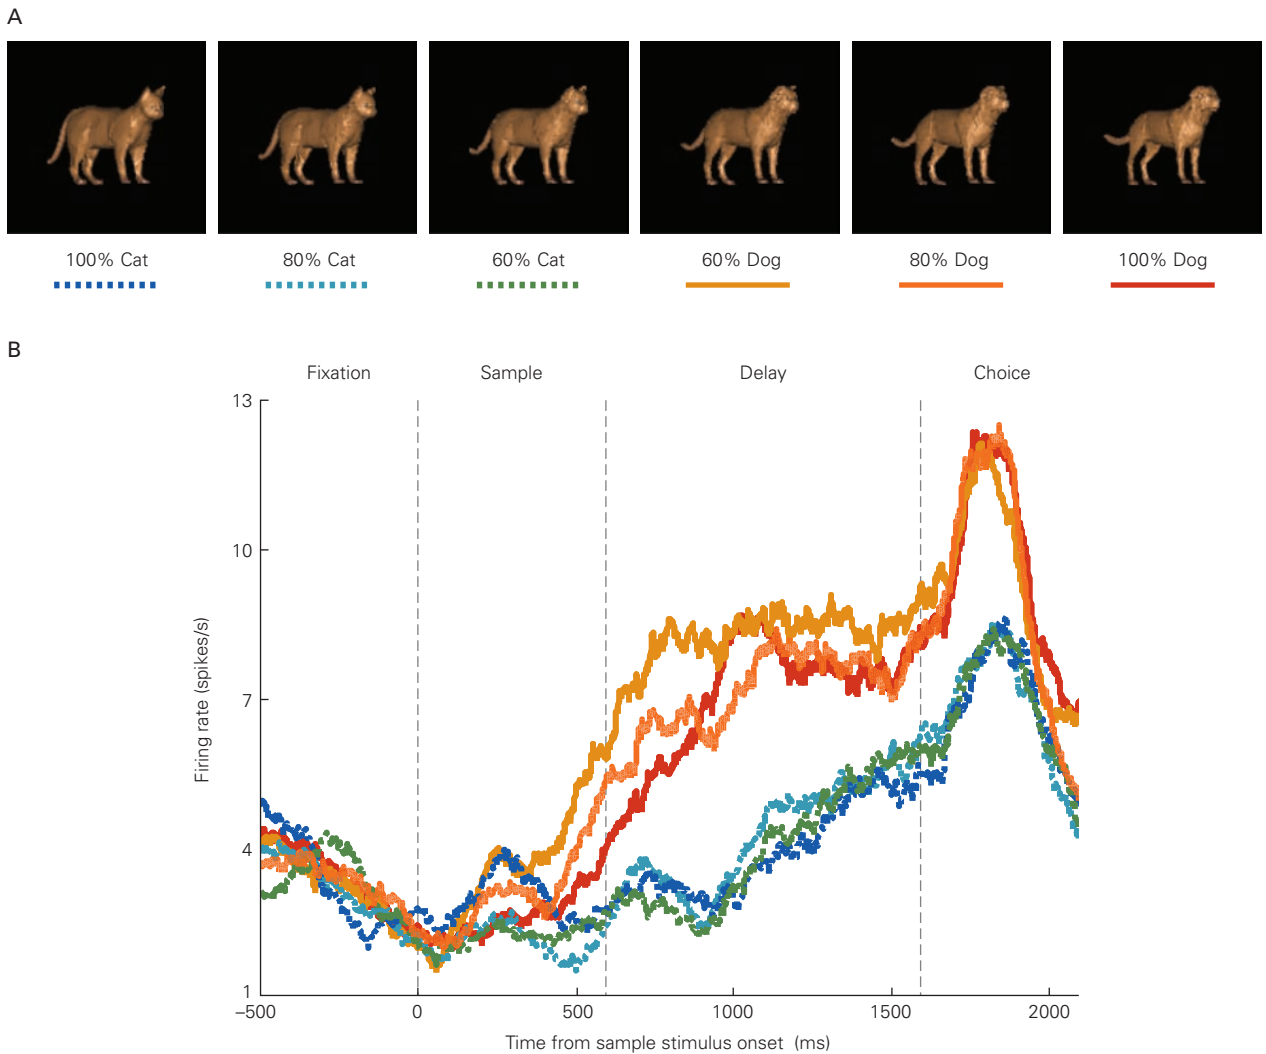 A
100% Cat 80% Cat 60% Cat 60% Dog 80% Dog 100% Dog
B
Fixation Sample Delay Choice
13
10
7
4
1
Firing rate (spikes/s)
–500 0 500 1000 1500 2000
Time from sample stimulus onset (ms)